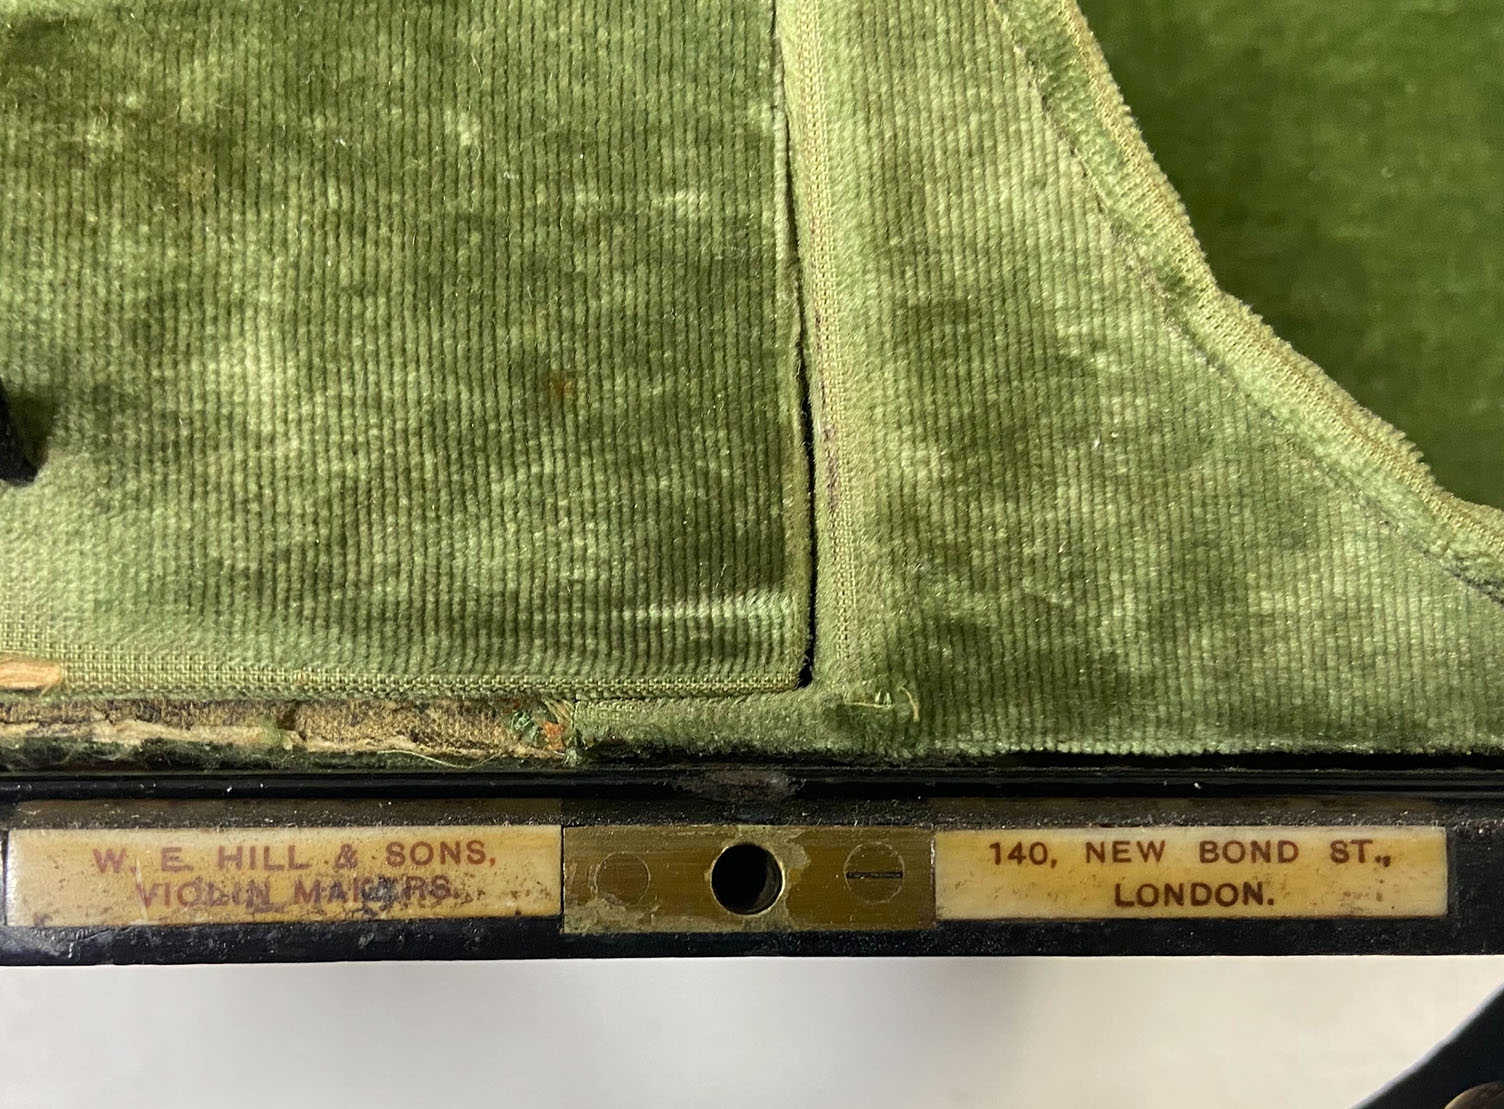 W. E. HILL & SONS,
VIOLIN MAKERS.
140, NEW BOND ST.,
LONDON.